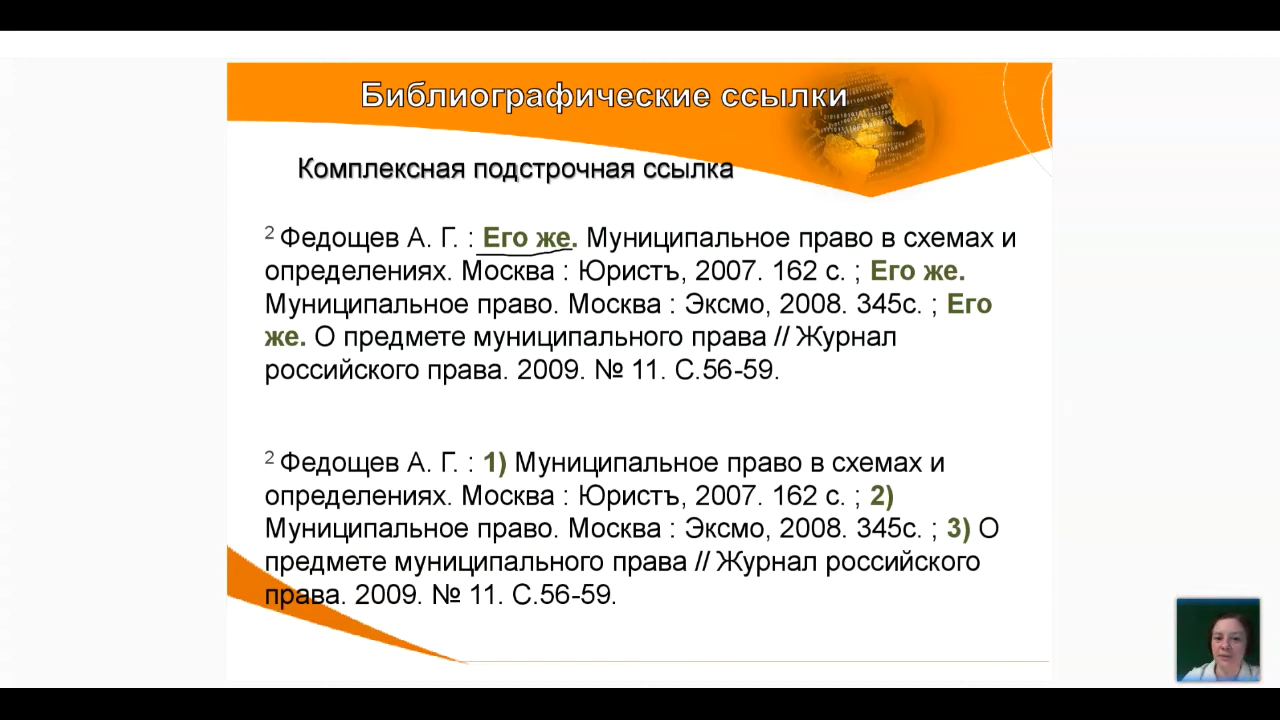 Библиографические ссылки
Комплексная подстрочная ссылка
² Федощев А. Г. : Его же. Муниципальное право в схемах и
определениях. Москва : Юристъ, 2007. 162 с. ; Его же.
Муниципальное право. Москва : Эксмо, 2008. 345с. ; Его
же. О предмете муниципального права // Журнал
российского права. 2009. № 11. С.56-59.
² Федощев А. Г. : 1) Муниципальное право в схемах и
определениях. Москва : Юристъ, 2007. 162 с. ; 2)
Муниципальное право. Москва : Эксмо, 2008. 345с. ; 3) О
предмете муниципального права // Журнал российского
права. 2009. № 11. С.56-59.